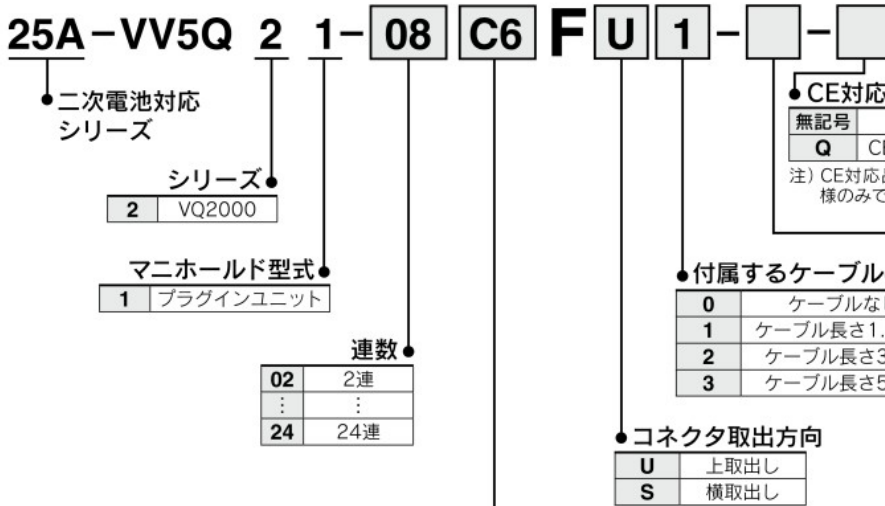 25A-VV5Q 2 1-08 C6 F U 1- -
二次電池対応
シリーズ
CE対応
無記号
Q CE
注) CE対応
様のみで
シリーズ
2 VQ2000
マニホールド型式
1 プラグインユニット
付属するケーブル
0 ケーブルな
1 ケーブル長さ1.
2 ケーブル長さ3
3 ケーブル長さ5
連数
02 2連
⋮ ⋮
24 24連
コネクタ取出方向
U 上取出し
S 横取出し